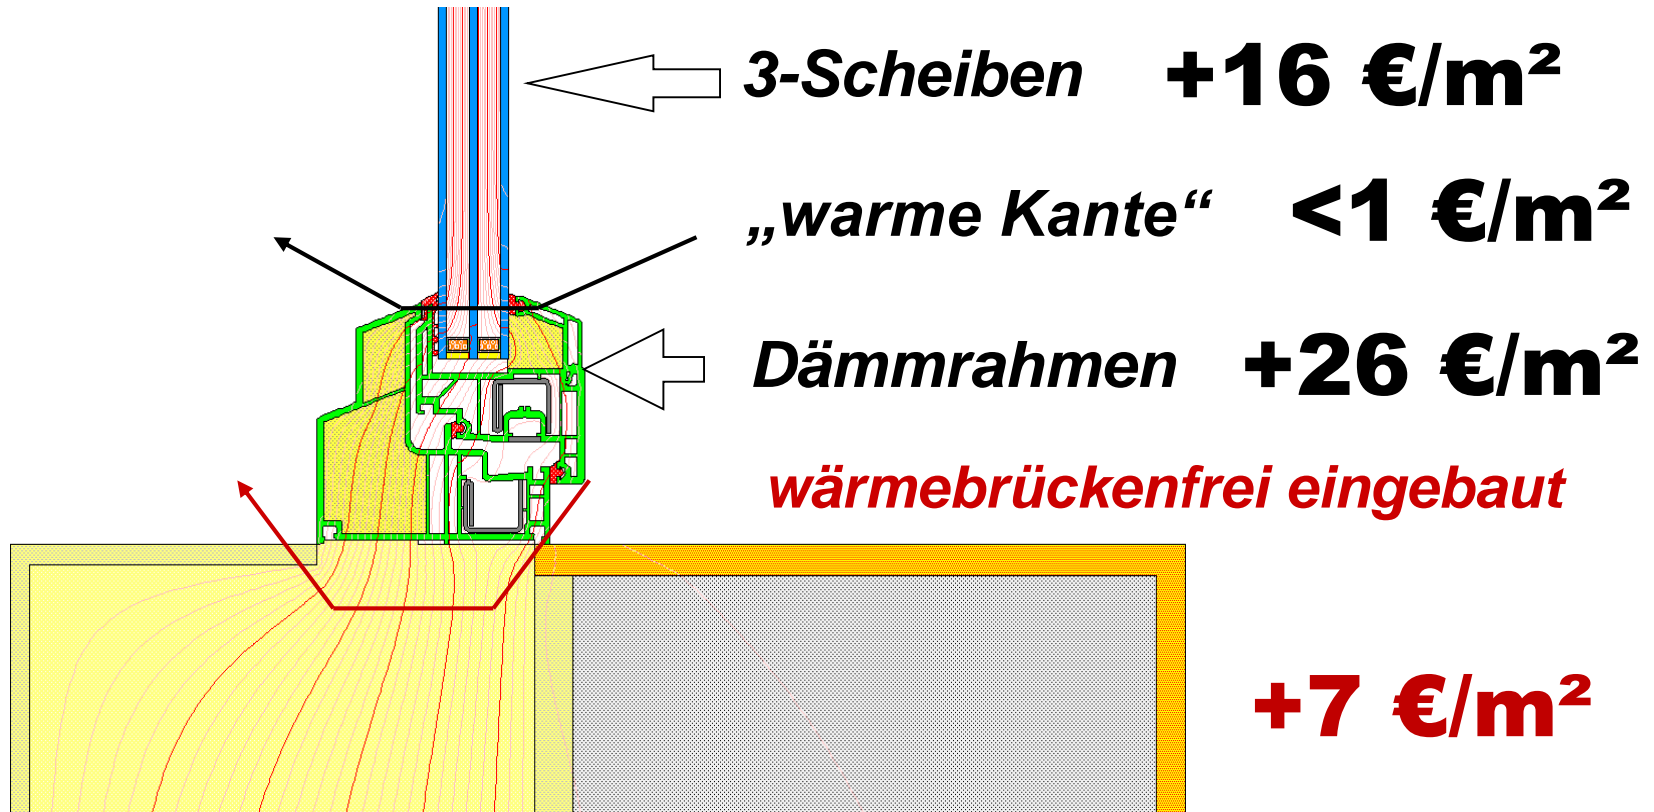 3-Scheiben +16 €/m²
„warme Kante“ <1 €/m²
Dämmrahmen +26 €/m²
wärmebrückenfrei eingebaut
+7 €/m²